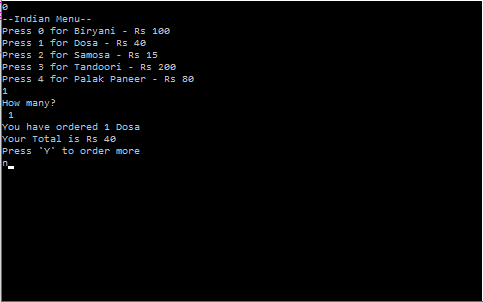 0
--Indian Menu--
Press 0 for Biryani - Rs 100
Press 1 for Dosa - Rs 40
Press 2 for Samosa - Rs 15
Press 3 for Tandoori - Rs 200
Press 4 for Palak Paneer - Rs 80
1
How many?
 1
You have ordered 1 Dosa
Your Total is Rs 40
Press `Y` to order more
n